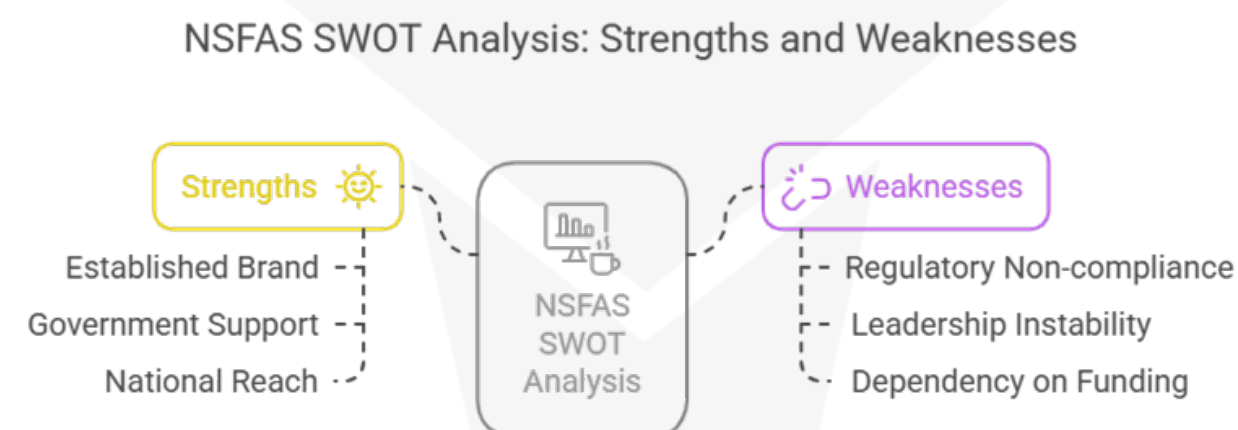 NSFAS SWOT Analysis: Strengths and Weaknesses
Strengths
Established Brand
Government Support
National Reach
NSFAS
SWOT
Analysis
Weaknesses
Regulatory Non-compliance
Leadership Instability
Dependency on Funding